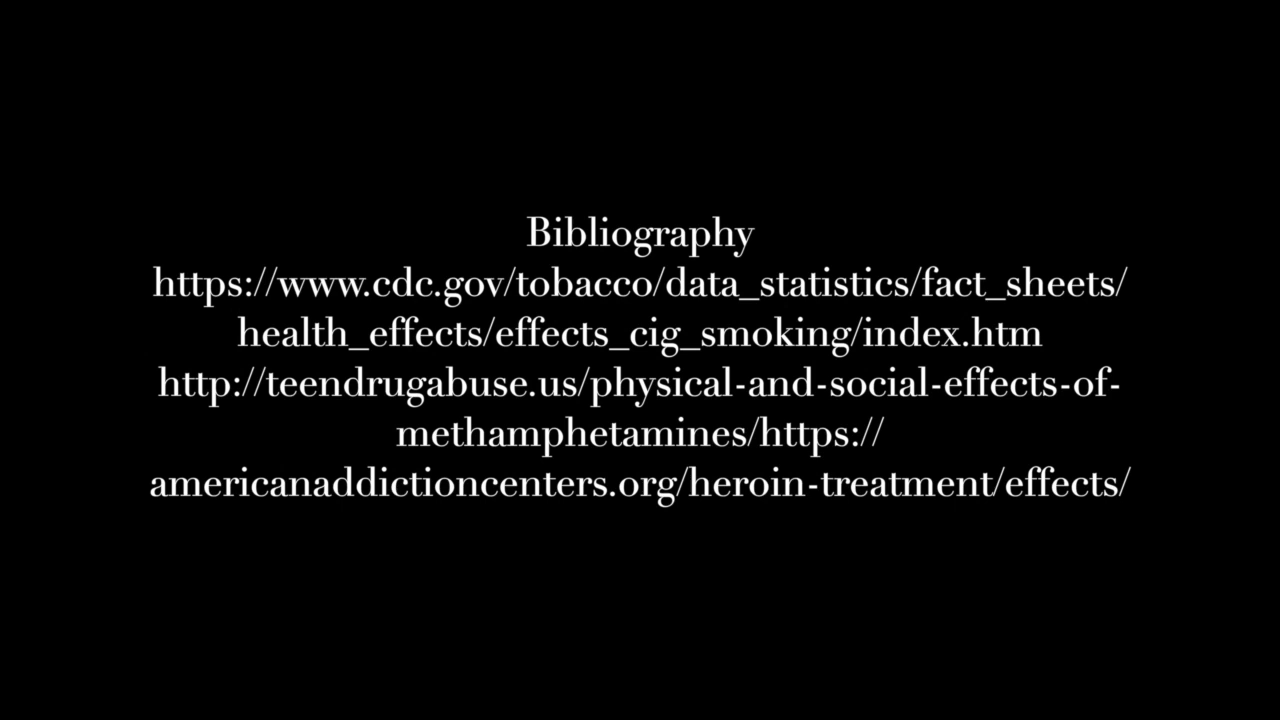 Bibliography
https://www.cdc.gov/tobacco/data_statistics/fact_sheets/
health_effects/effects_cig_smoking/index.htm
http://teendrugabuse.us/physical-and-social-effects-of-
methamphetamines/https://
americanaddictioncenters.org/heroin-treatment/effects/